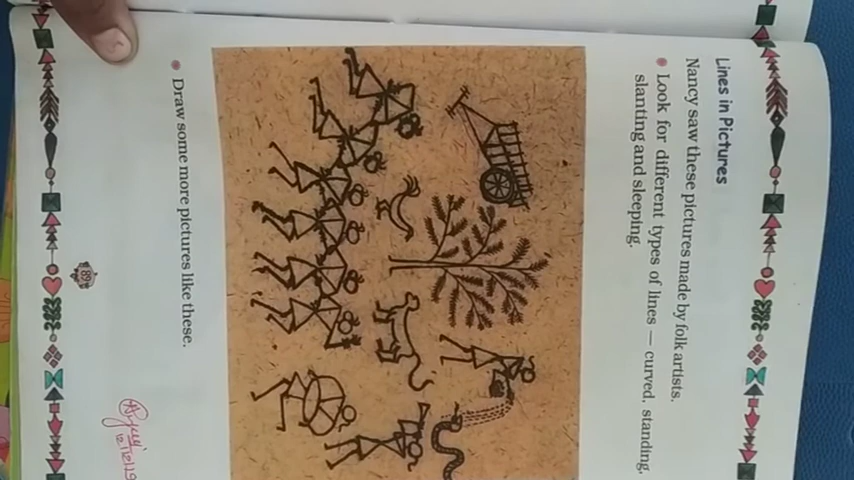 Lines in Pictures
Nancy saw these pictures made by folk artists.
Look for different types of lines — curved, standing,
slanting and sleeping.
Draw some more pictures like these.
89